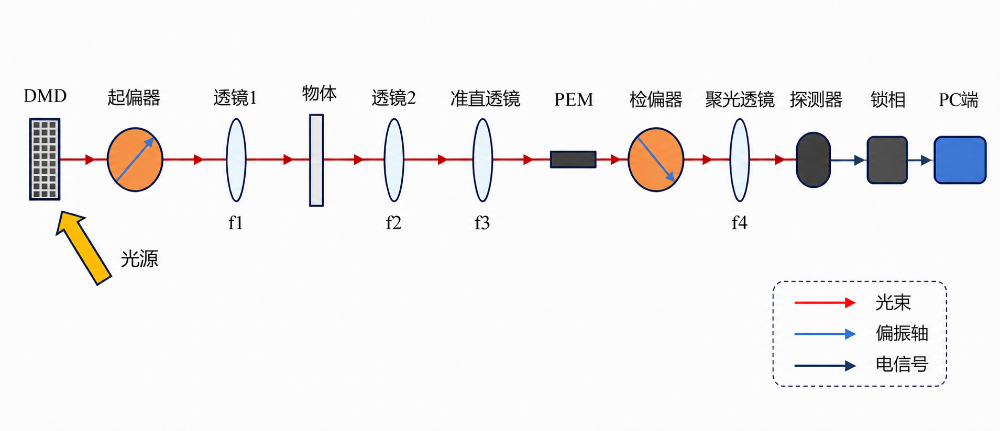 DMD
起偏器
透镜1
物体
透镜2
准直透镜
PEM
检偏器
聚光透镜
探测器
锁相
PC端
f1
f2
f3
f4
光源
光束
偏振轴
电信号